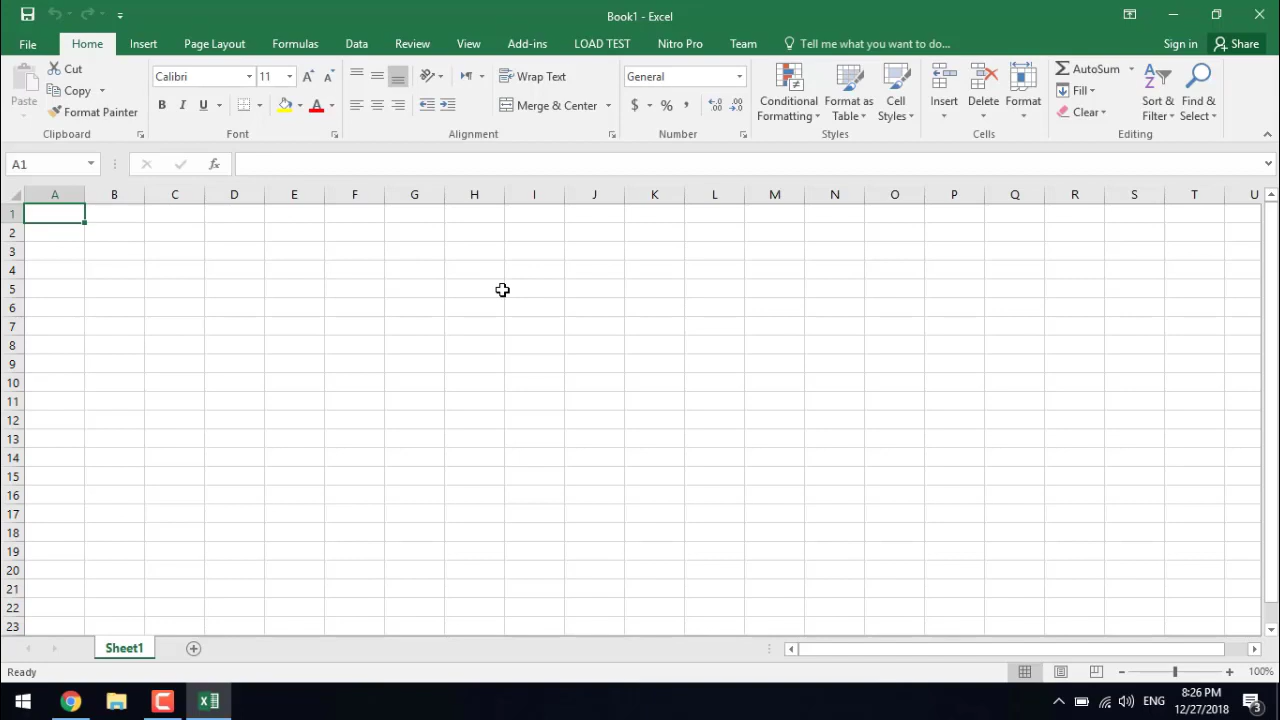 Book1 - Excel
File Home Insert Page Layout Formulas Data Review View Add-ins LOAD TEST Nitro Pro Team Tell me what you want to do... Sign in Share
Paste
Cut
Copy
Format Painter
Clipboard
Calibri 11
B I U A
Font
Wrap Text
Merge & Center
Alignment
General
$ % ,
Number
Conditional
Formatting
Format as
Table
Cell
Styles
Styles
Insert
Delete
Format
Cells
AutoSum
Fill
Clear
Sort &
Filter
Find &
Select
Editing
A1 fx
A B C D E F G H I J K L M N O P Q R S T U
1
2
3
4
5
6
7
8
9
10
11
12
13
14
15
16
17
18
19
20
21
22
23
Sheet1
Ready 100%
ENG
8:26 PM
12/27/2018
3